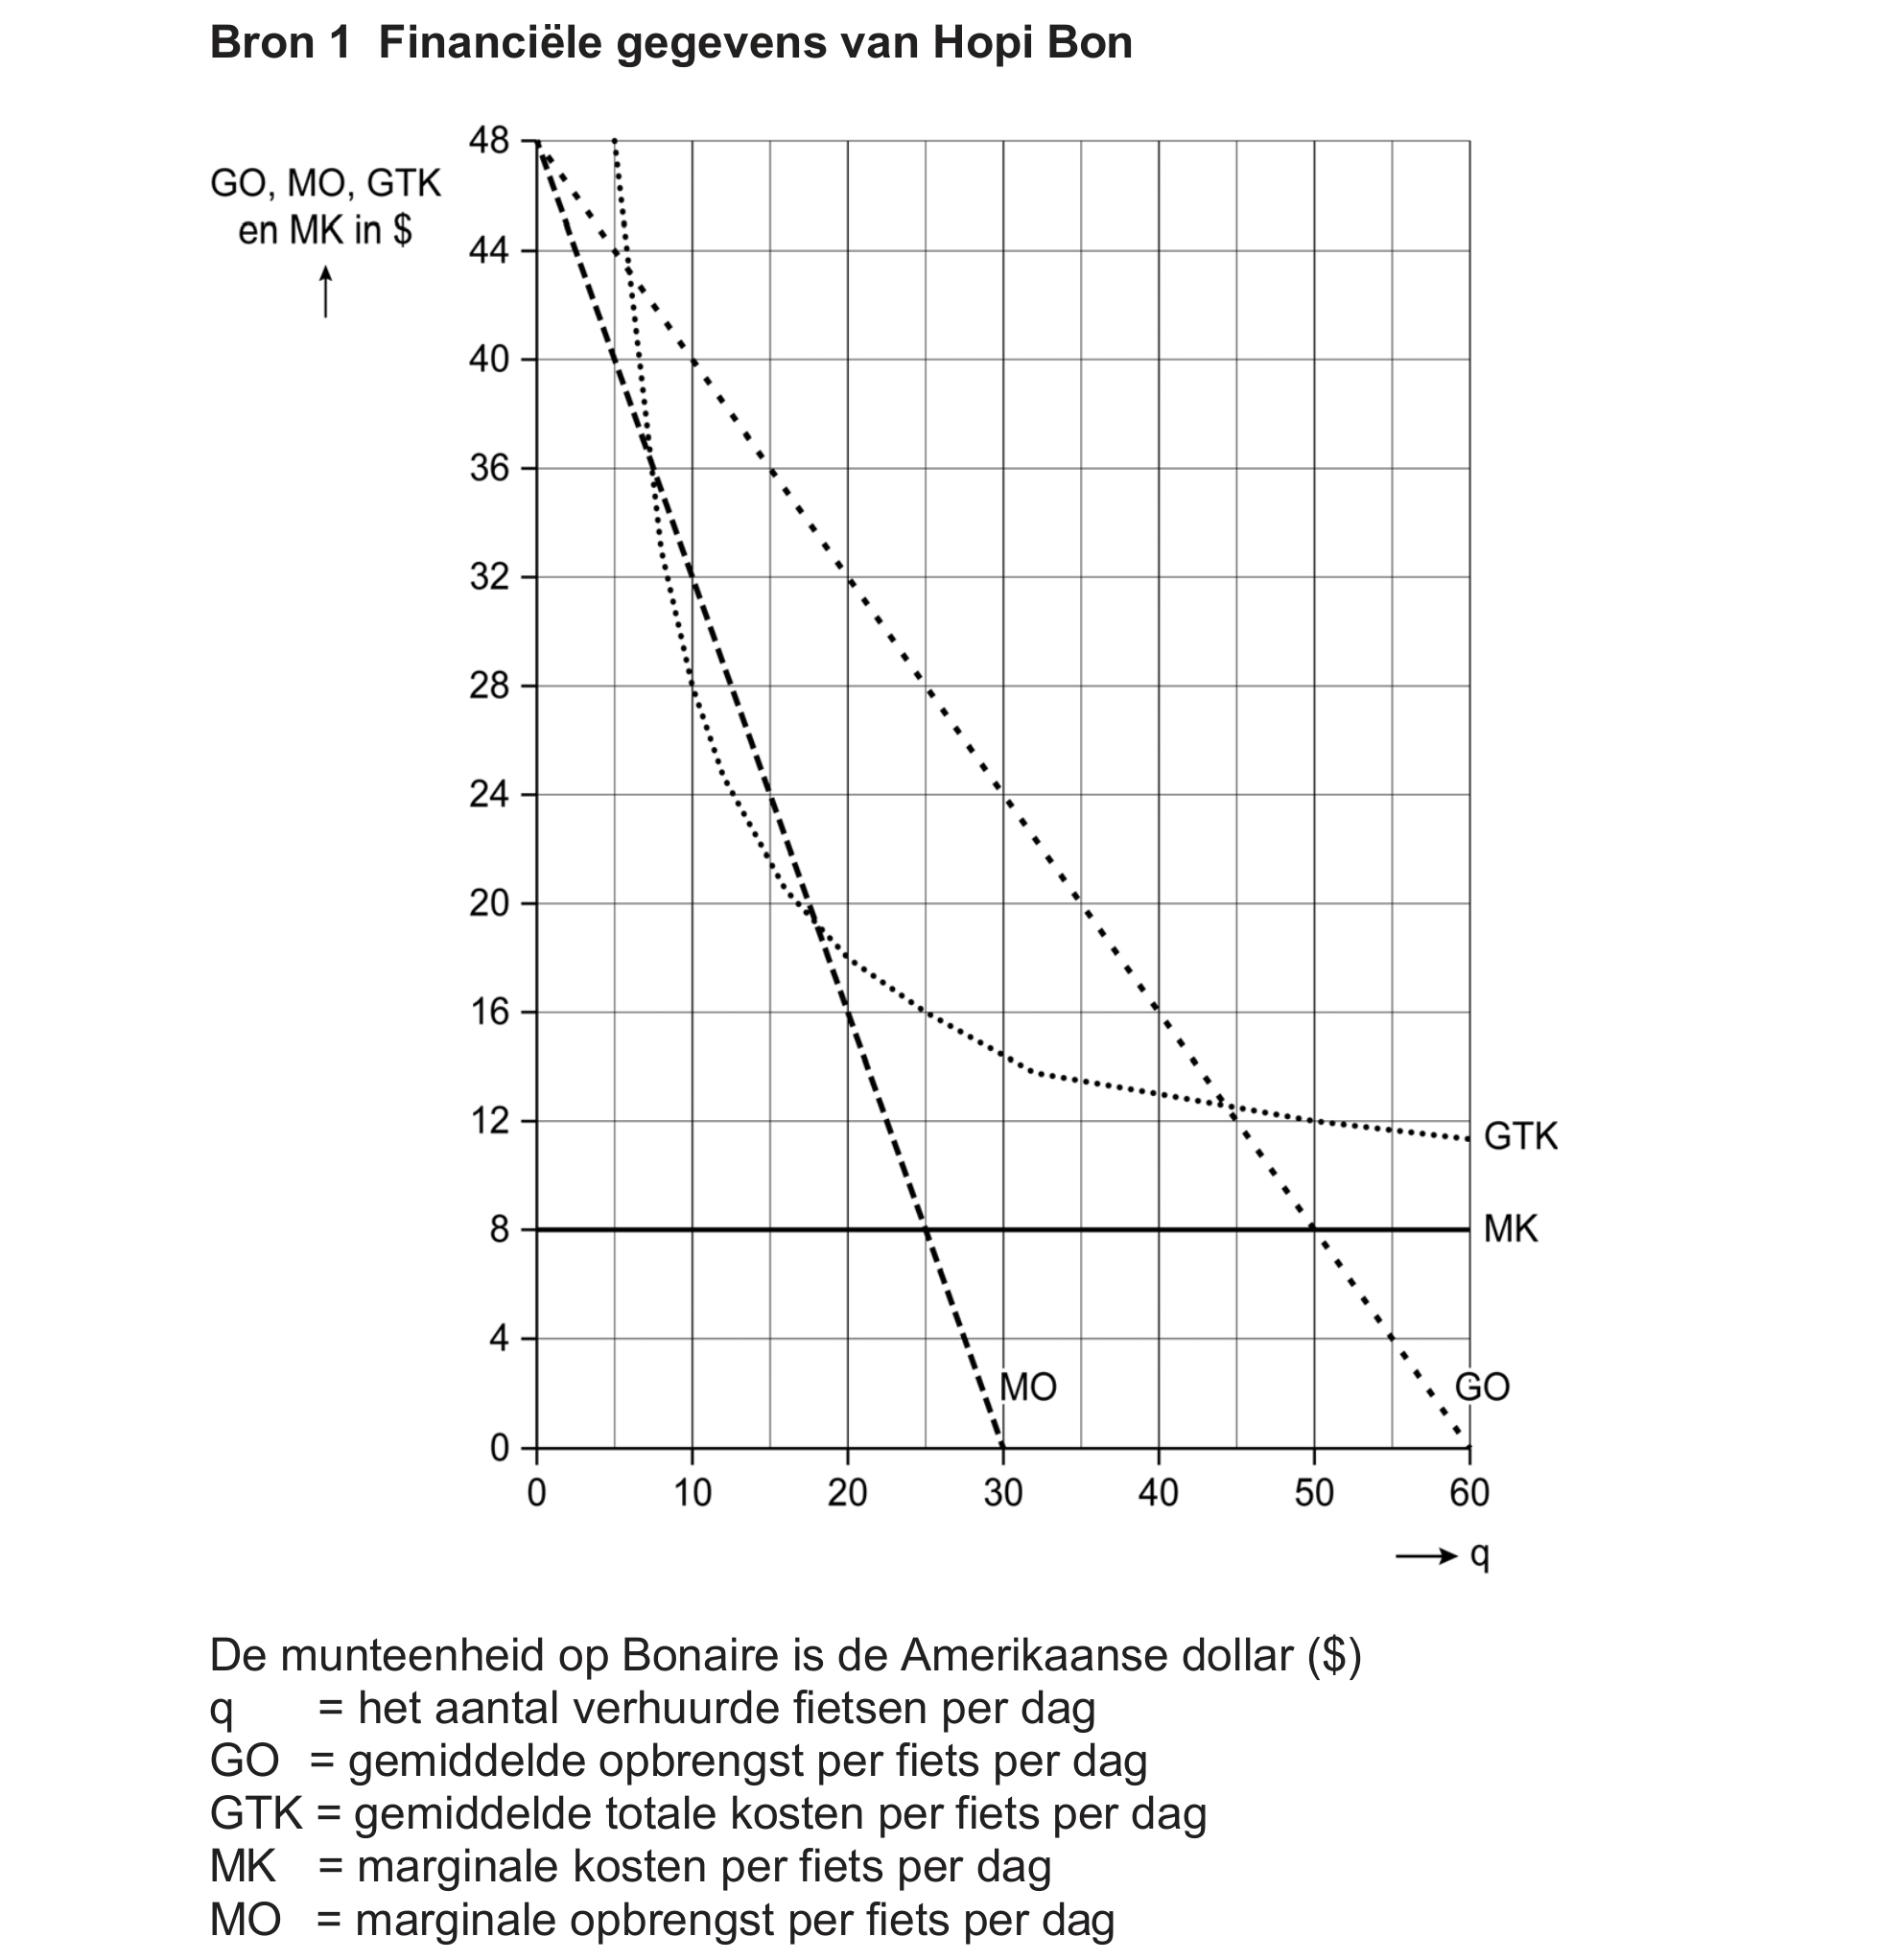 Bron 1 Financiële gegevens van Hopi Bon
GO, MO, GTK
en MK in $
48
44
40
36
32
28
24
20
16
12
8
4
0
GTK
MK
MO
GO
0 10 20 30 40 50 60
q
De munteenheid op Bonaire is de Amerikaanse dollar ($)
q = het aantal verhuurde fietsen per dag
GO = gemiddelde opbrengst per fiets per dag
GTK = gemiddelde totale kosten per fiets per dag
MK = marginale kosten per fiets per dag
MO = marginale opbrengst per fiets per dag